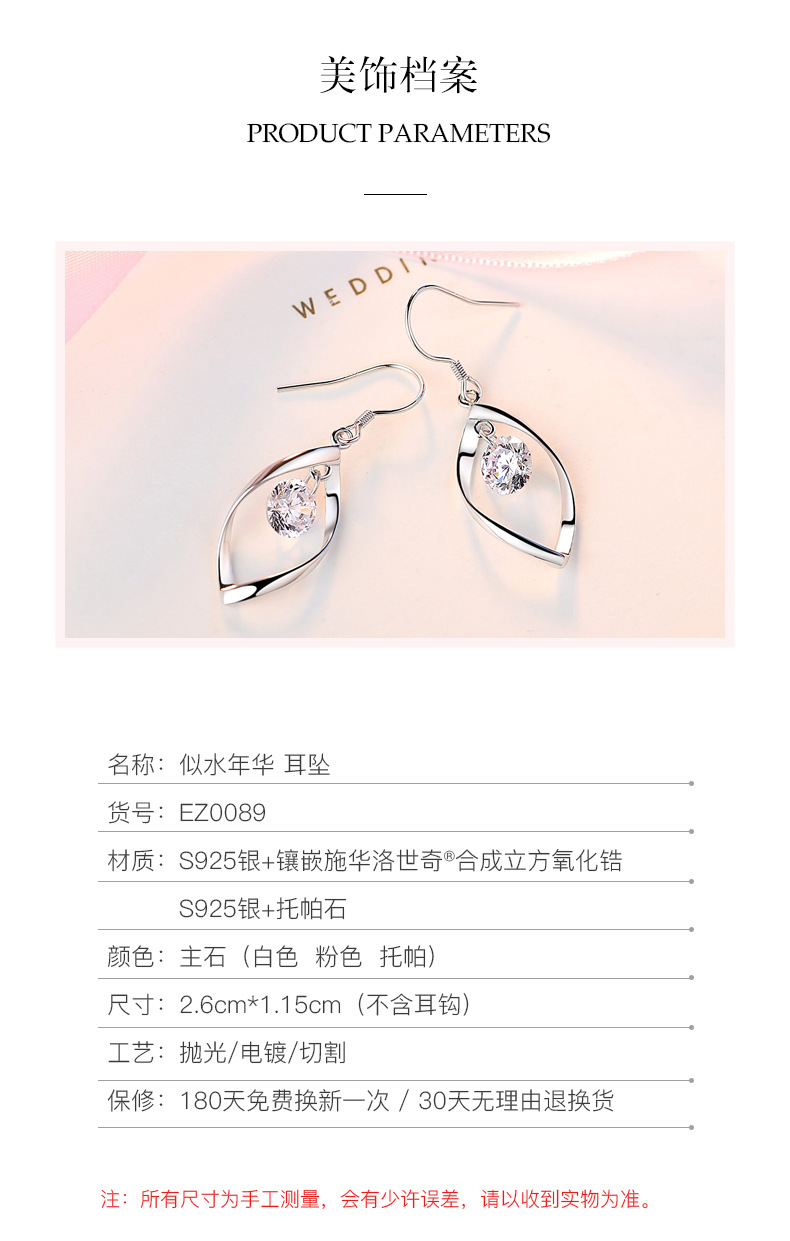 美饰档案
PRODUCT PARAMETERS
WEDDIN
名称：似水年华 耳坠
货号：EZ0089
材质：S925银+镶嵌施华洛世奇®合成立方氧化锆
S925银+托帕石
颜色：主石（白色 粉色 托帕）
尺寸：2.6cm*1.15cm（不含耳钩）
工艺：抛光/电镀/切割
保修：180天免费换新一次 / 30天无理由退换货
注：所有尺寸为手工测量，会有少许误差，请以收到实物为准。